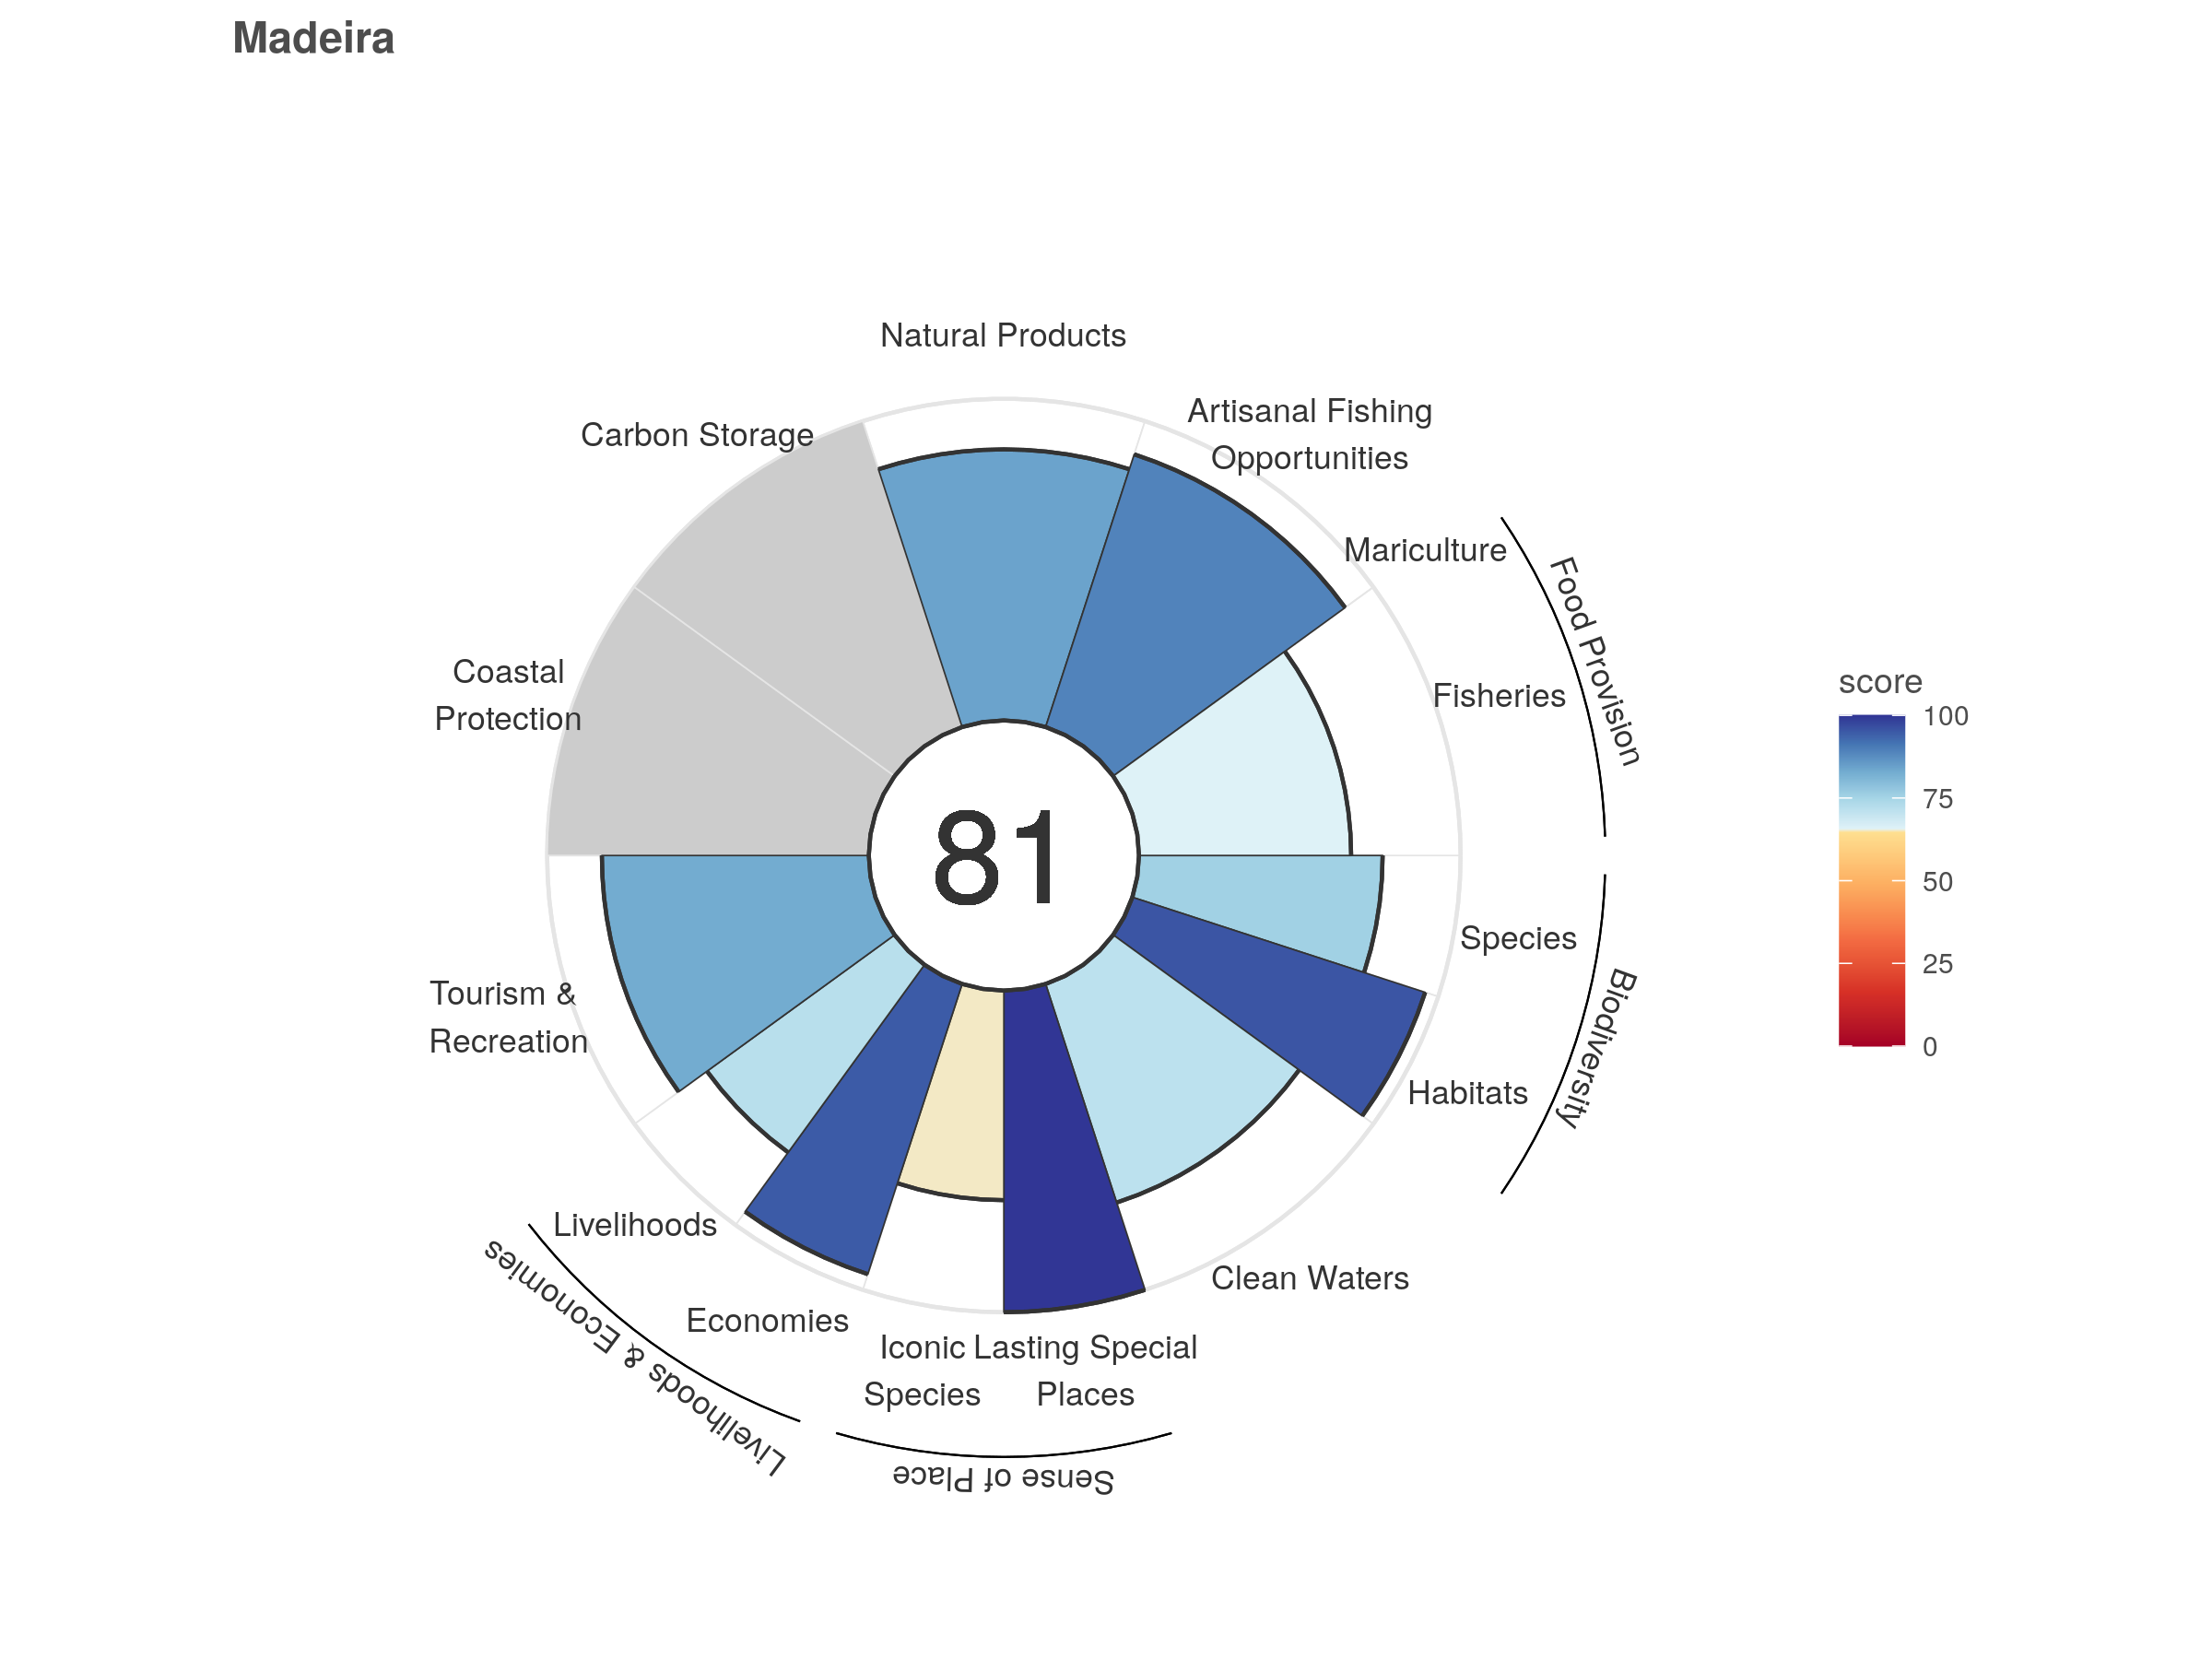 Madeira
Natural Products
Artisanal Fishing
Opportunities
Carbon Storage
Mariculture
Food Provision
Fisheries
Coastal
Protection
score
100
75
50
25
0
81
Species
Biodiversity
Habitats
Tourism &
Recreation
Clean Waters
Livelihoods
Economies
Livelihoods & Economies
Iconic
Species
Lasting Special
Places
Sense of Place